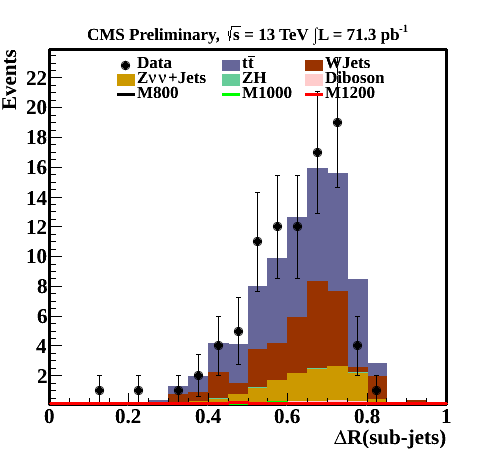 CMS Preliminary, √s = 13 TeV ∫L = 71.3 pb⁻¹
Events
Data
tt̅
WJets
Zνν+Jets
ZH
Diboson
M800
M1000
M1200
22
20
18
16
14
12
10
8
6
4
2
0 0.2 0.4 0.6 0.8 1
ΔR(sub-jets)